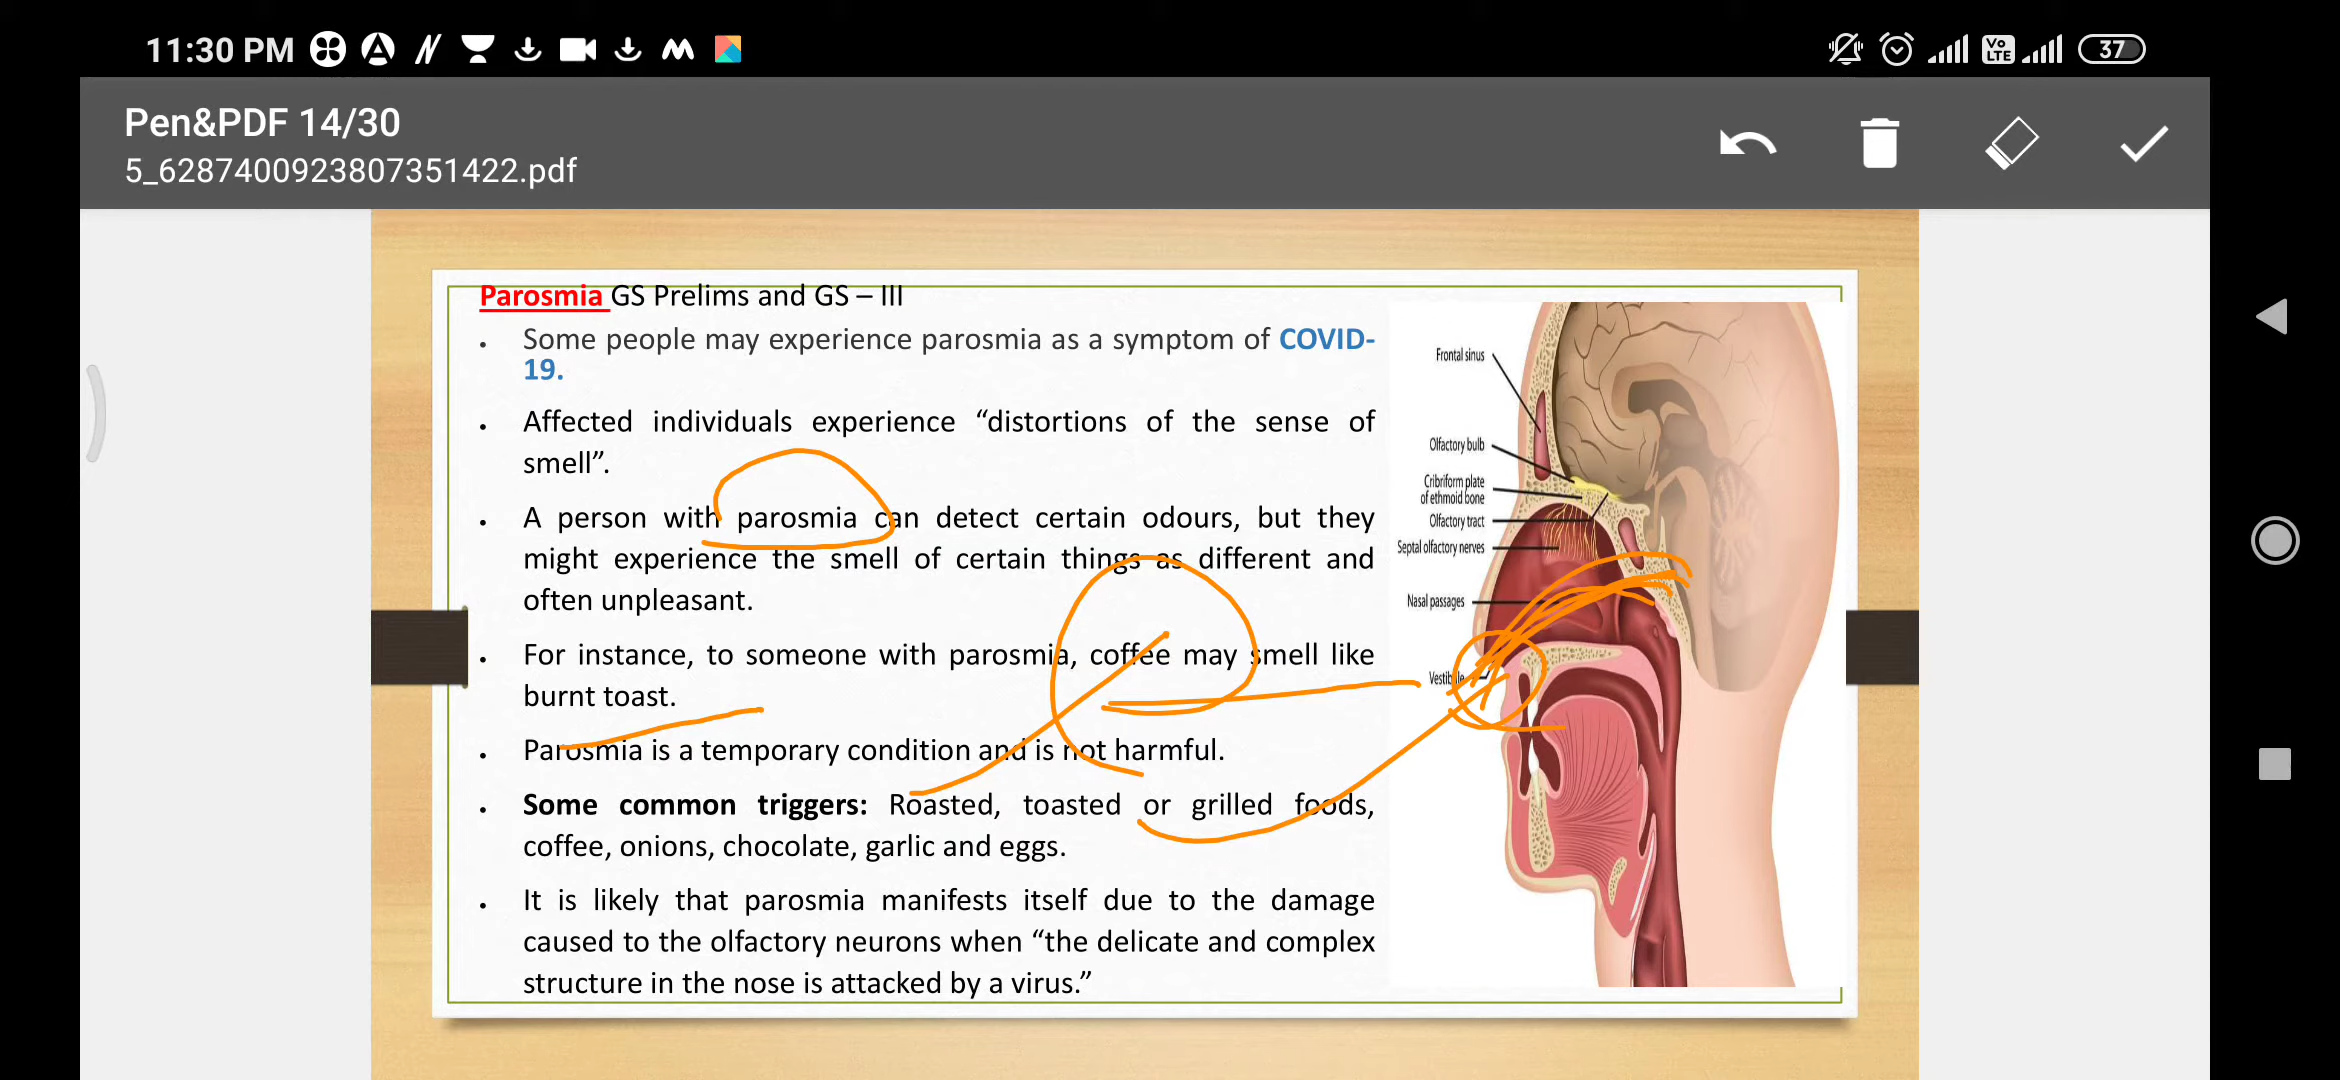 11:30 PM
Vo LTE
37
Pen&PDF 14/30
5_6287400923807351422.pdf
Parosmia GS Prelims and GS – III
• Some people may experience parosmia as a symptom of COVID-
19.
• Affected individuals experience “distortions of the sense of
smell”.
• A person with parosmia can detect certain odours, but they
might experience the smell of certain things as different and
often unpleasant.
• For instance, to someone with parosmia, coffee may smell like
burnt toast.
• Parosmia is a temporary condition and is not harmful.
• Some common triggers: Roasted, toasted or grilled foods,
coffee, onions, chocolate, garlic and eggs.
• It is likely that parosmia manifests itself due to the damage
caused to the olfactory neurons when “the delicate and complex
structure in the nose is attacked by a virus.”
Frontal sinus
Olfactory bulb
Cribriform plate
of ethmoid bone
Olfactory tract
Septal olfactory nerves
Nasal passages
Vestibule